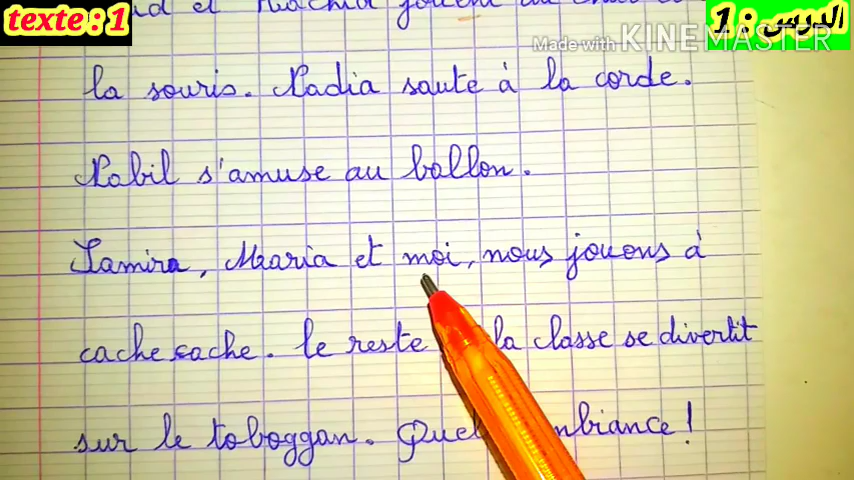 texte : 1
الدرس : 1
Made with KINEMASTER
la souris. Nadia saute à la corde.
Nabil s'amuse au ballon.
Samira, Maria et moi, nous jouons à
cache cache. le reste la classe se divertit
sur le toboggan. Quel